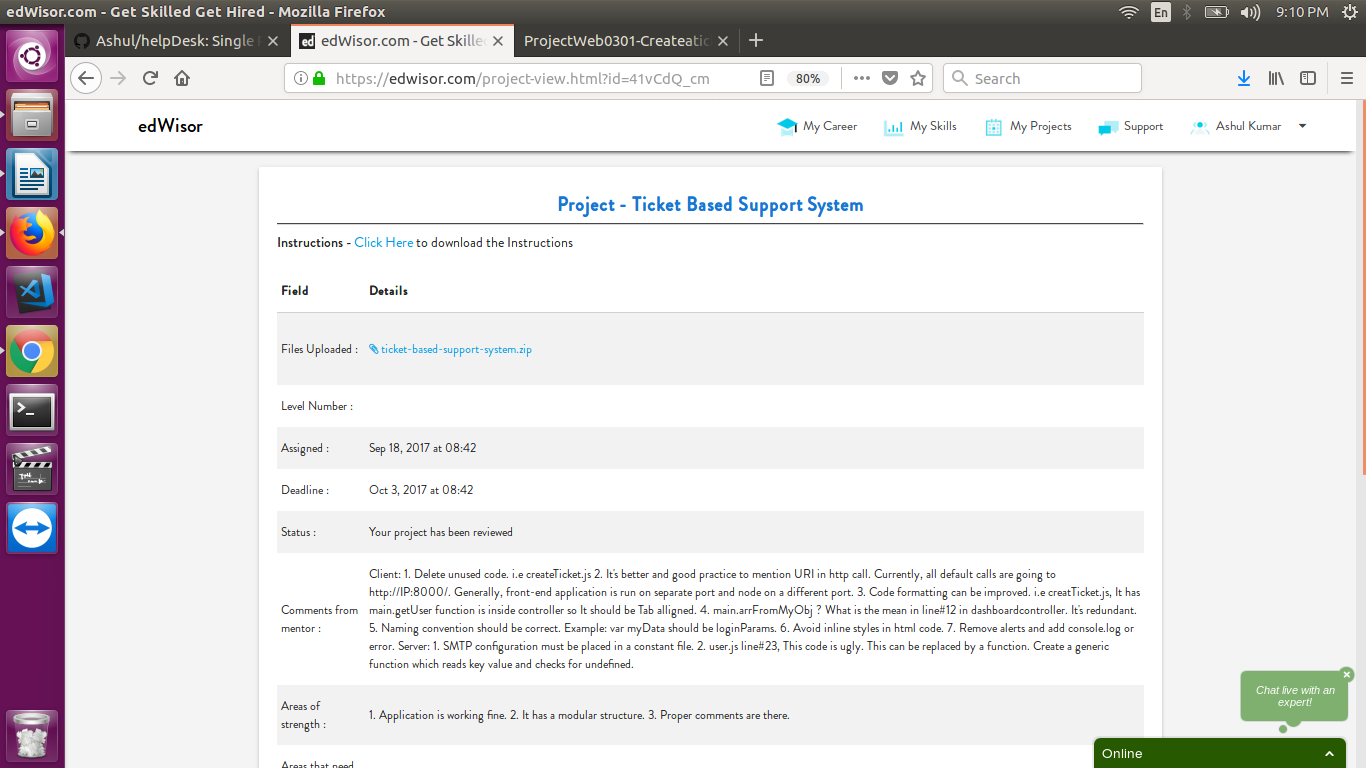 edWisor.com - Get Skilled Get Hired - Mozilla Firefox
En
9:10 PM
Ashul/helpDesk: Single
edWisor.com - Get Skille
ProjectWeb0301-Createatic
https://edwisor.com/project-view.html?id=41vCdQ_cm
80%
Search
edWisor
My Career
My Skills
My Projects
Support
Ashul Kumar
Project - Ticket Based Support System
Instructions - Click Here to download the Instructions
Field Details
Files Uploaded : ticket-based-support-system.zip
Level Number :
Assigned : Sep 18, 2017 at 08:42
Deadline : Oct 3, 2017 at 08:42
Status : Your project has been reviewed
Comments from
mentor :
Client: 1. Delete unused code. i.e createTicket.js 2. It's better and good practice to mention URI in http call. Currently, all default calls are going to
http://IP:8000/. Generally, front-end application is run on separate port and node on a different port. 3. Code formatting can be improved. i.e creatTicket.js, It has
main.getUser function is inside controller so It should be Tab alligned. 4. main.arrFromMyObj ? What is the mean in line#12 in dashboardcontroller. It's redundant.
5. Naming convention should be correct. Example: var myData should be loginParams. 6. Avoid inline styles in html code. 7. Remove alerts and add console.log or
error. Server: 1. SMTP configuration must be placed in a constant file. 2. user.js line#23, This code is ugly. This can be replaced by a function. Create a generic
function which reads key value and checks for undefined.
Areas of
strength :
1. Application is working fine. 2. It has a modular structure. 3. Proper comments are there.
Areas that need
Chat live with an
expert!
Online